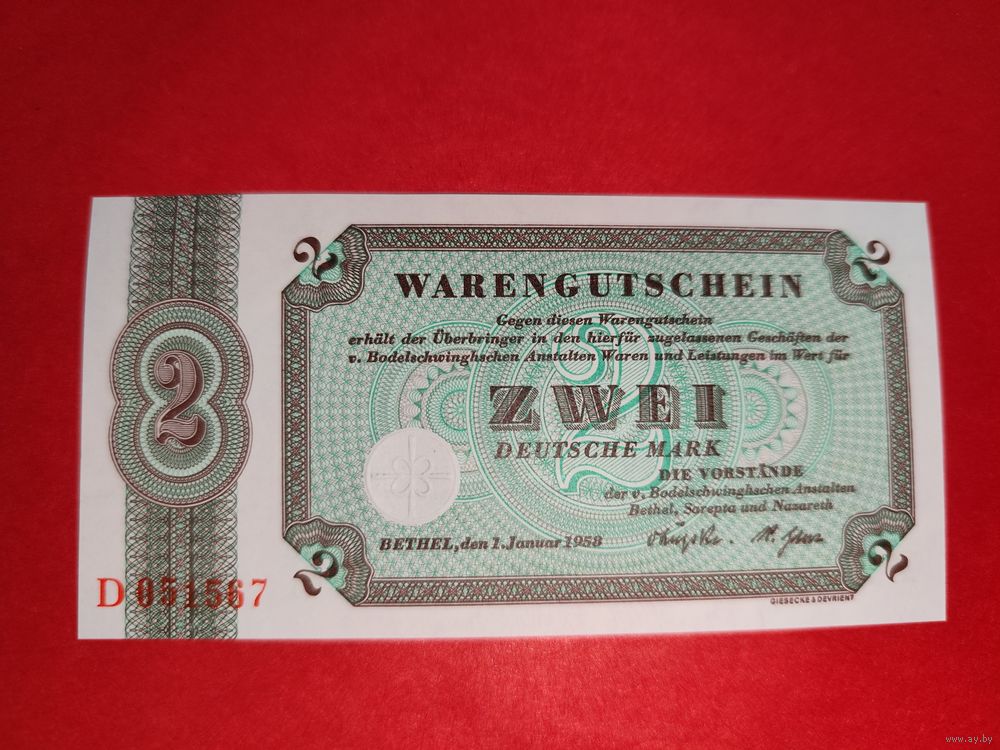 2 2
WARENGUTSCHEIN
Gegen diesen Warengutschein
erhält der Überbringer in den hierfür zugelassenen Geschäften der
v. Bodelschwinghschen Anstalten Waren und Leistungen im Wert für
2
2
ZWEI
DEUTSCHE MARK
DIE VORSTÄNDE
der v. Bodelschwinghschen Anstalten
Bethel, Sarepta und Nazareth
BETHEL, den 1. Januar 1958
2 2
D 051567
GIESECKE & DEVRIENT
www.ay.by